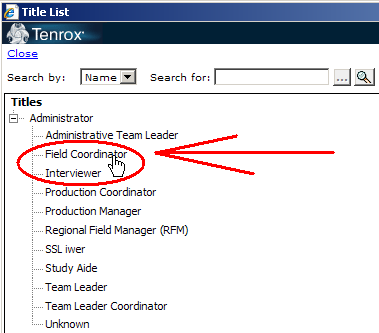 Title List
Tenrox
Close
Search by: Name Search for: ...
Titles
Administrator
Administrative Team Leader
Field Coordinator
Interviewer
Production Coordinator
Production Manager
Regional Field Manager (RFM)
SSL iwer
Study Aide
Team Leader
Team Leader Coordinator
Unknown